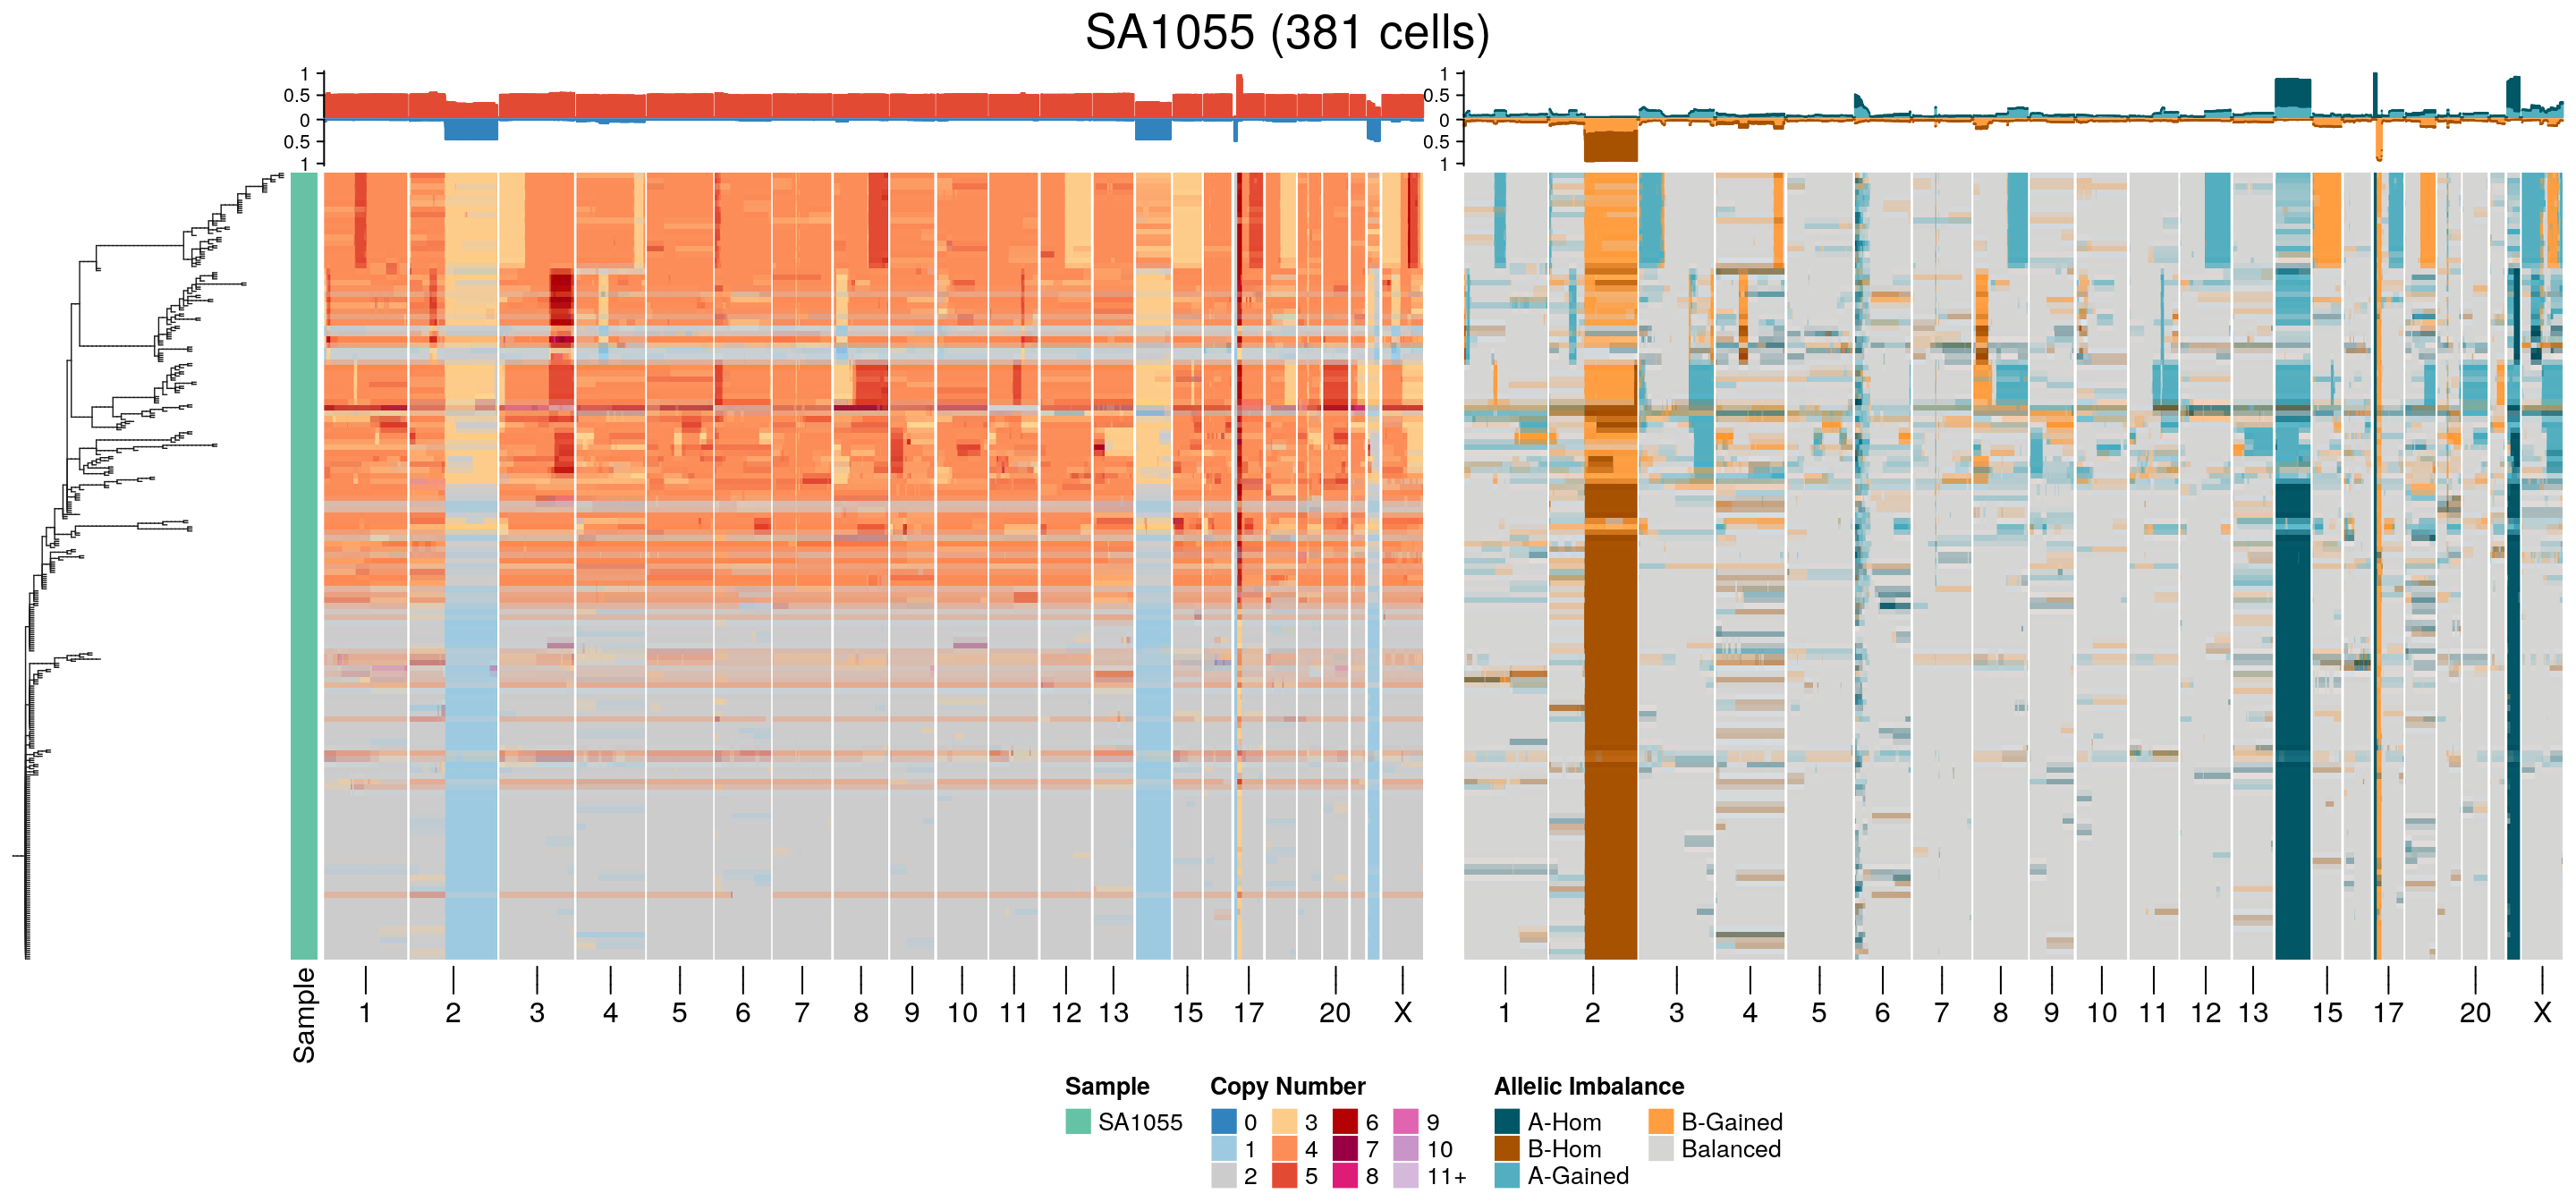 SA1055 (381 cells)
1
0.5
0
0.5
1
1
0.5
0
0.5
1
Sample
1 2 3 4 5 6 7 8 9 10 11 12 13 15 17 20 X
1 2 3 4 5 6 7 8 9 10 11 12 13 15 17 20 X
Sample
SA1055
Copy Number
0 3 6 9
1 4 7 10
2 5 8 11+
Allelic Imbalance
A-Hom B-Gained
B-Hom Balanced
A-Gained